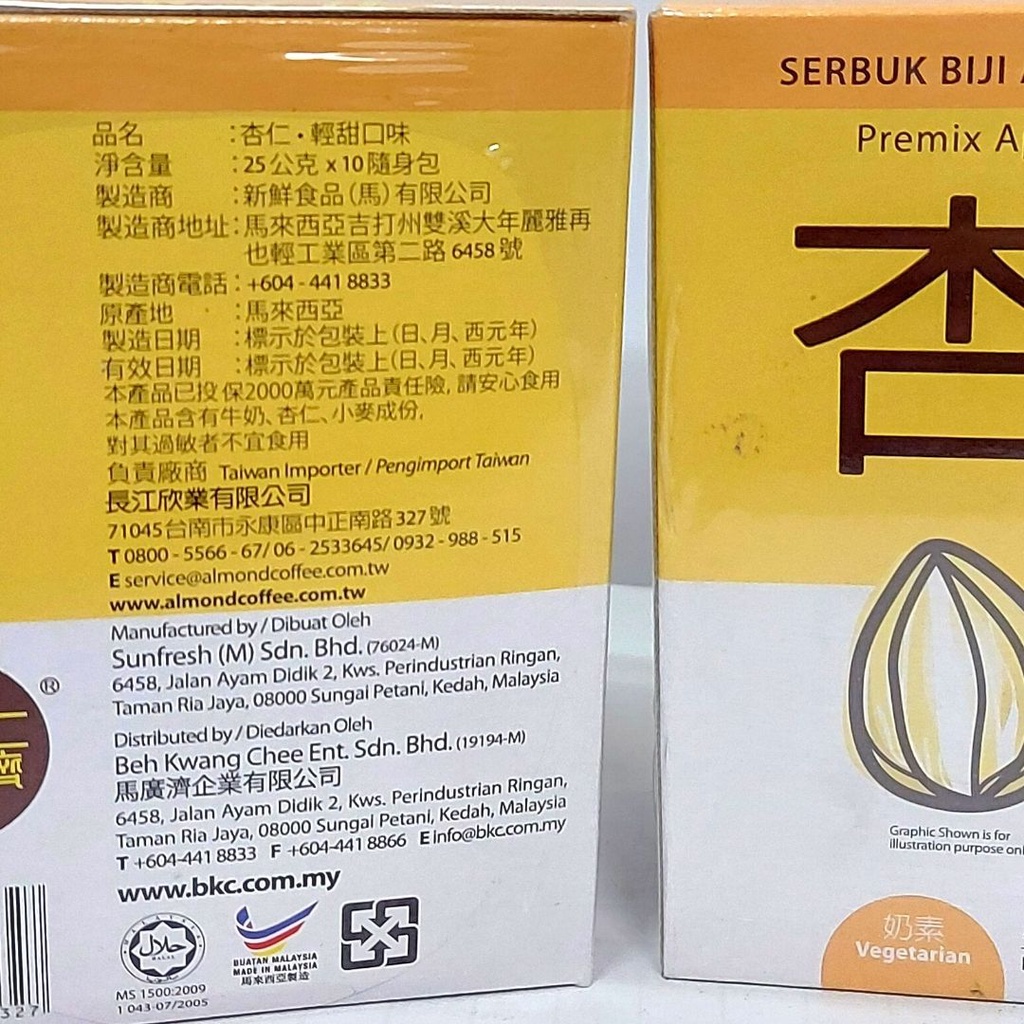 品名 :杏仁·輕甜口味
淨含量 :25公克 x 10隨身包
製造商 :新鮮食品(馬)有限公司
製造商地址:馬來西亞吉打州雙溪大年麗雅再
也輕工業區第二路 6458 號
製造商電話:+604 - 441 8833
原產地 :馬來西亞
製造日期 :標示於包裝上(日、月、西元年)
有效日期 :標示於包裝上(日、月、西元年)
本產品已投保2000萬元產品責任險, 請安心食用
本產品含有牛奶、杏仁、小麥成份,
對其過敏者不宜食用
負責廠商 Taiwan Importer / Pengimport Taiwan
長江欣業有限公司
71045台南市永康區中正南路327號
T 0800 - 5566 - 67/ 06 - 2533645/ 0932 - 988 - 515
E service@almondcoffee.com.tw
www.almondcoffee.com.tw
Manufactured by / Dibuat Oleh
Sunfresh (M) Sdn. Bhd. (76024-M)
6458, Jalan Ayam Didik 2, Kws. Perindustrian Ringan,
Taman Ria Jaya, 08000 Sungai Petani, Kedah, Malaysia
Distributed by / Diedarkan Oleh
Beh Kwang Chee Ent. Sdn. Bhd. (19194-M)
馬廣濟企業有限公司
6458, Jalan Ayam Didik 2, Kws. Perindustrian Ringan,
Taman Ria Jaya, 08000 Sungai Petani, Kedah, Malaysia
T +604-441 8833 F +604-441 8866 E info@bkc.com.my
www.bkc.com.my
حلال
HALAL
BUATAN MALAYSIA
MADE IN MALAYSIA
馬來西亞製造
MS 1500:2009
1 043-07/2005
®
濟
327
SERBUK BIJI
Premix
杏
Graphic Shown is for
illustration purpose
奶素
Vegetarian